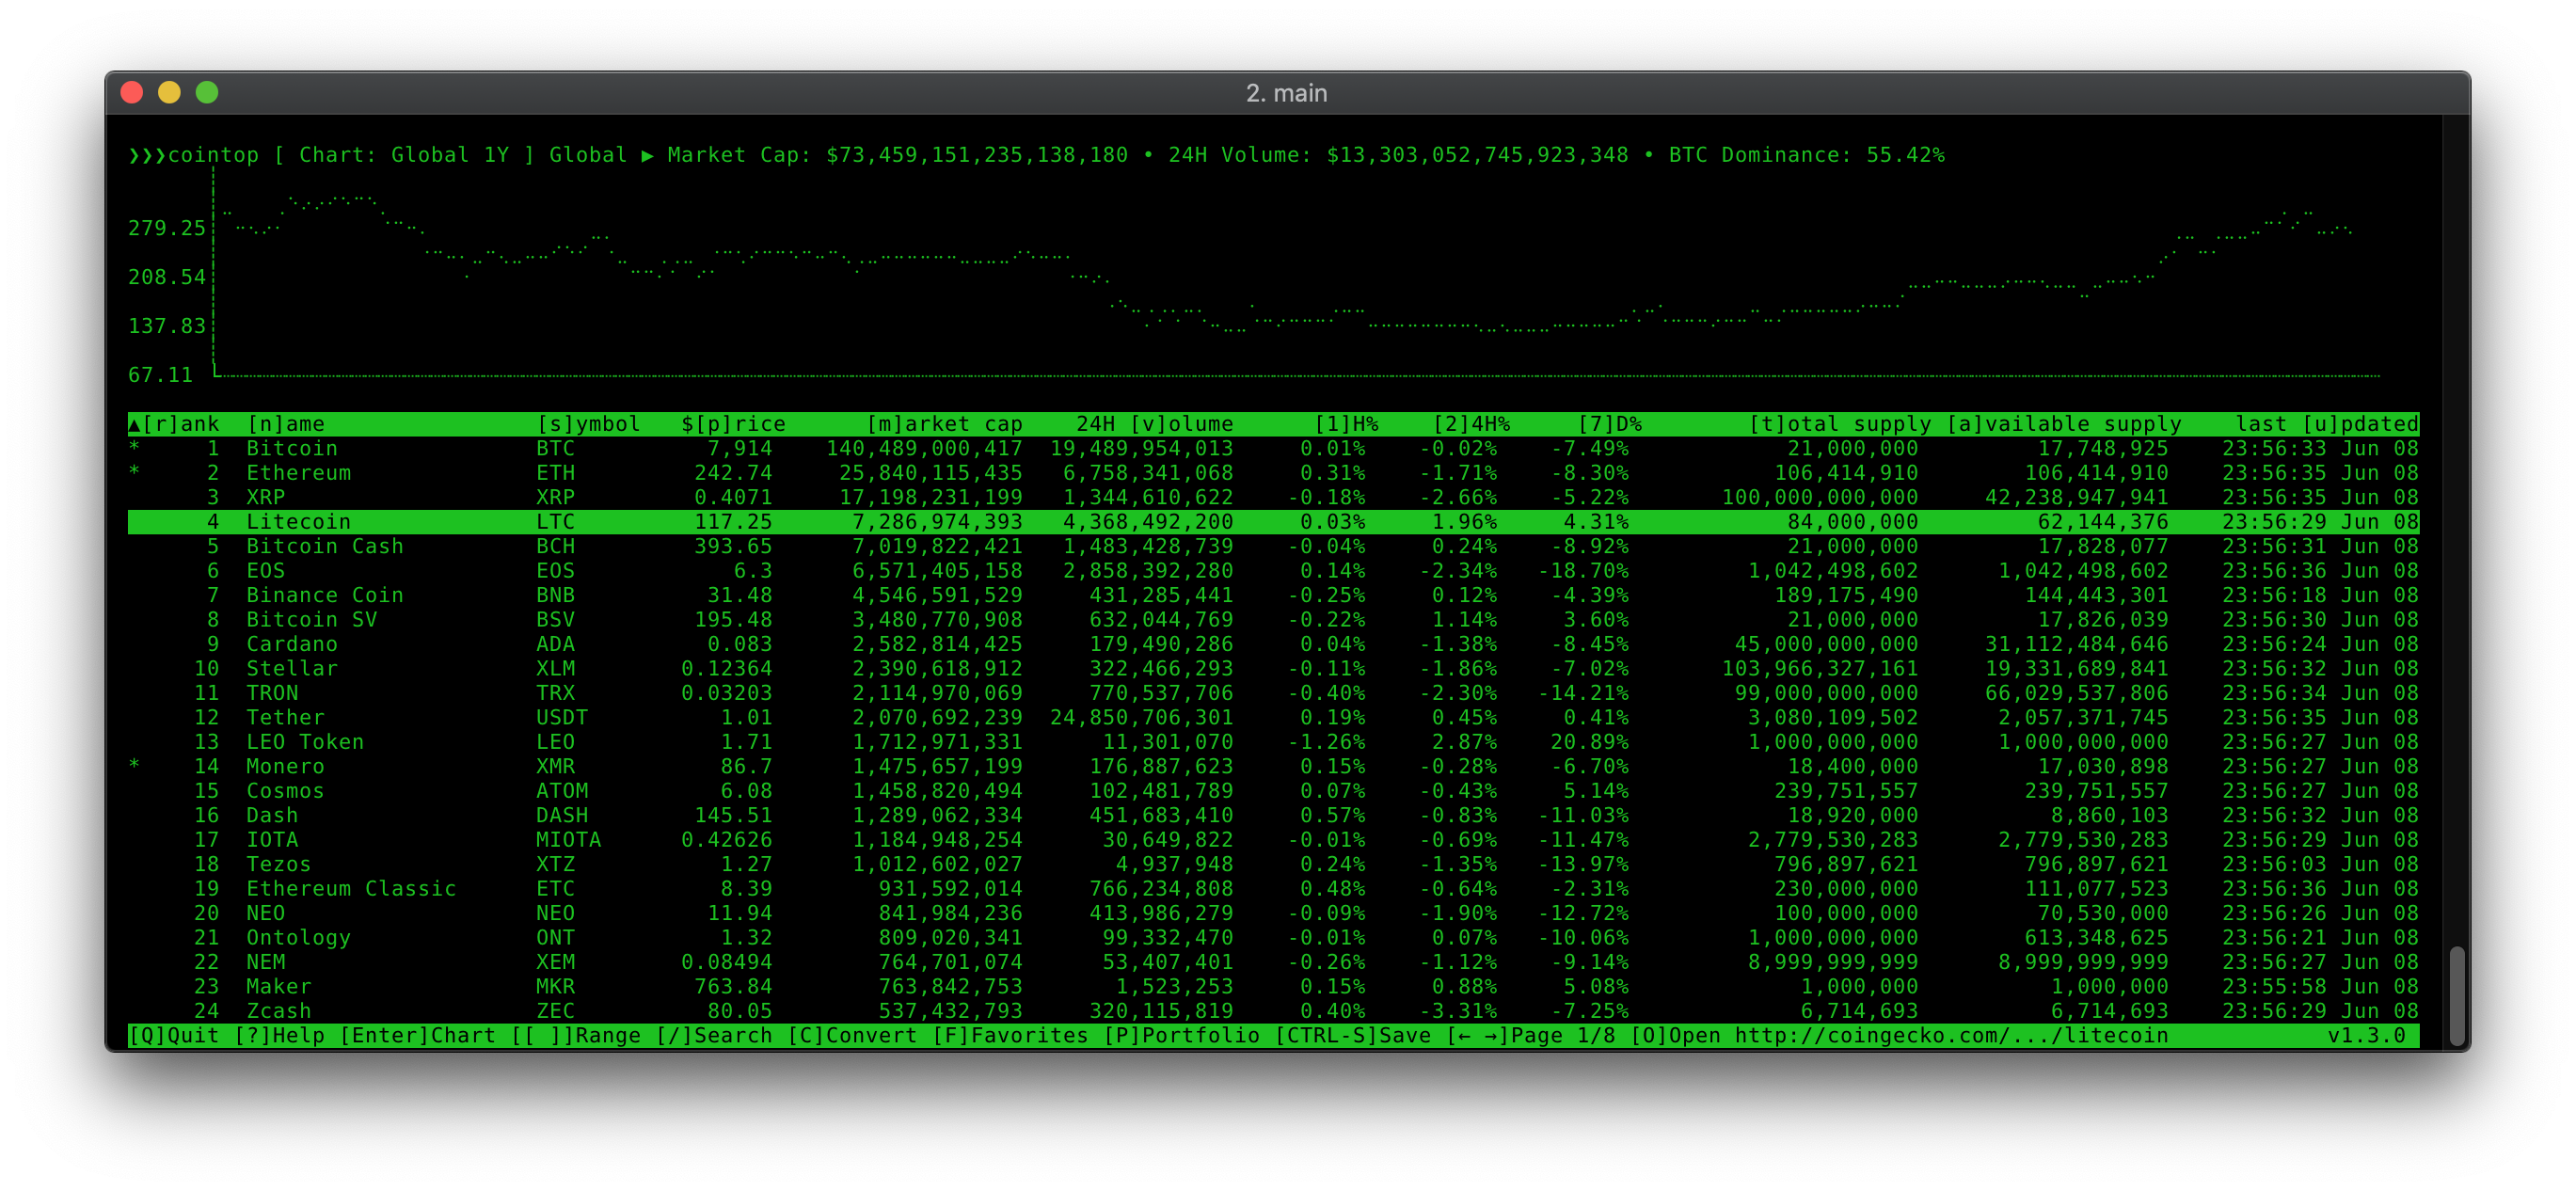 2. main
❯❯❯cointop [ Chart: Global 1Y ] Global ▶ Market Cap: $73,459,151,235,138,180 • 24H Volume: $13,303,052,745,923,348 • BTC Dominance: 55.42%
279.25
208.54
137.83
67.11
▲[r]ank [n]ame [s]ymbol $[p]rice [m]arket cap 24H [v]olume [1]H% [2]4H% [7]D% [t]otal supply [a]vailable supply last [u]pdated
* 1 Bitcoin BTC 7,914 140,489,000,417 19,489,954,013 0.01% -0.02% -7.49% 21,000,000 17,748,925 23:56:33 Jun 08
* 2 Ethereum ETH 242.74 25,840,115,435 6,758,341,068 0.31% -1.71% -8.30% 106,414,910 106,414,910 23:56:35 Jun 08
3 XRP XRP 0.4071 17,198,231,199 1,344,610,622 -0.18% -2.66% -5.22% 100,000,000,000 42,238,947,941 23:56:35 Jun 08
4 Litecoin LTC 117.25 7,286,974,393 4,368,492,200 0.03% 1.96% 4.31% 84,000,000 62,144,376 23:56:29 Jun 08
5 Bitcoin Cash BCH 393.65 7,019,822,421 1,483,428,739 -0.04% 0.24% -8.92% 21,000,000 17,828,077 23:56:31 Jun 08
6 EOS EOS 6.3 6,571,405,158 2,858,392,280 0.14% -2.34% -18.70% 1,042,498,602 1,042,498,602 23:56:36 Jun 08
7 Binance Coin BNB 31.48 4,546,591,529 431,285,441 -0.25% 0.12% -4.39% 189,175,490 144,443,301 23:56:18 Jun 08
8 Bitcoin SV BSV 195.48 3,480,770,908 632,044,769 -0.22% 1.14% 3.60% 21,000,000 17,826,039 23:56:30 Jun 08
9 Cardano ADA 0.083 2,582,814,425 179,490,286 0.04% -1.38% -8.45% 45,000,000,000 31,112,484,646 23:56:24 Jun 08
10 Stellar XLM 0.12364 2,390,618,912 322,466,293 -0.11% -1.86% -7.02% 103,966,327,161 19,331,689,841 23:56:32 Jun 08
11 TRON TRX 0.03203 2,114,970,069 770,537,706 -0.40% -2.30% -14.21% 99,000,000,000 66,029,537,806 23:56:34 Jun 08
12 Tether USDT 1.01 2,070,692,239 24,850,706,301 0.19% 0.45% 0.41% 3,080,109,502 2,057,371,745 23:56:35 Jun 08
13 LEO Token LEO 1.71 1,712,971,331 11,301,070 -1.26% 2.87% 20.89% 1,000,000,000 1,000,000,000 23:56:27 Jun 08
* 14 Monero XMR 86.7 1,475,657,199 176,887,623 0.15% -0.28% -6.70% 18,400,000 17,030,898 23:56:27 Jun 08
15 Cosmos ATOM 6.08 1,458,820,494 102,481,789 0.07% -0.43% 5.14% 239,751,557 239,751,557 23:56:27 Jun 08
16 Dash DASH 145.51 1,289,062,334 451,683,410 0.57% -0.83% -11.03% 18,920,000 8,860,103 23:56:32 Jun 08
17 IOTA MIOTA 0.42626 1,184,948,254 30,649,822 -0.01% -0.69% -11.47% 2,779,530,283 2,779,530,283 23:56:29 Jun 08
18 Tezos XTZ 1.27 1,012,602,027 4,937,948 0.24% -1.35% -13.97% 796,897,621 796,897,621 23:56:03 Jun 08
19 Ethereum Classic ETC 8.39 931,592,014 766,234,808 0.48% -0.64% -2.31% 230,000,000 111,077,523 23:56:36 Jun 08
20 NEO NEO 11.94 841,984,236 413,986,279 -0.09% -1.90% -12.72% 100,000,000 70,530,000 23:56:26 Jun 08
21 Ontology ONT 1.32 809,020,341 99,332,470 -0.01% 0.07% -10.06% 1,000,000,000 613,348,625 23:56:21 Jun 08
22 NEM XEM 0.08494 764,701,074 53,407,401 -0.26% -1.12% -9.14% 8,999,999,999 8,999,999,999 23:56:27 Jun 08
23 Maker MKR 763.84 763,842,753 1,523,253 0.15% 0.88% 5.08% 1,000,000 1,000,000 23:55:58 Jun 08
24 Zcash ZEC 80.05 537,432,793 320,115,819 0.40% -3.31% -7.25% 6,714,693 6,714,693 23:56:29 Jun 08
[Q]Quit [?]Help [Enter]Chart [[ ]]Range [/]Search [C]Convert [F]Favorites [P]Portfolio [CTRL-S]Save [← →]Page 1/8 [O]Open http://coingecko.com/.../litecoin v1.3.0